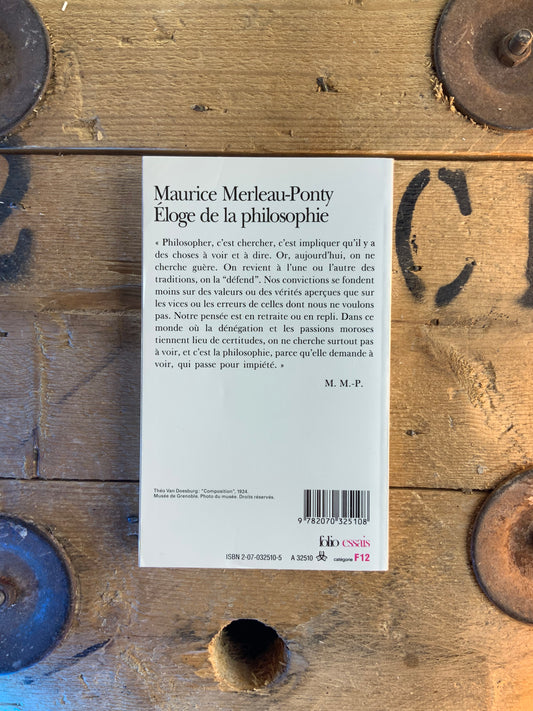 Maurice Merleau-Ponty
Éloge de la philosophie
« Philosopher, c'est chercher, c'est impliquer qu'il y a
des choses à voir et à dire. Or, aujourd'hui, on ne
cherche guère. On revient à l'une ou l'autre des
traditions, on la "défend". Nos convictions se fondent
moins sur des valeurs ou des vérités aperçues que sur
les vices ou les erreurs de celles dont nous ne voulons
pas. Notre pensée est en retraite ou en repli. Dans ce
monde où la dénégation et les passions moroses
tiennent lieu de certitudes, on ne cherche surtout pas
à voir, et c'est la philosophie, parce qu'elle demande à
voir, qui passe pour impiété. »
M. M.-P.
Théo Van Doesburg : "Composition", 1924.
Musée de Grenoble. Photo du musée. Droits réservés.
9 782070 325108
folio essais
ISBN 2-07-032510-5 A 32510 catégorie F12